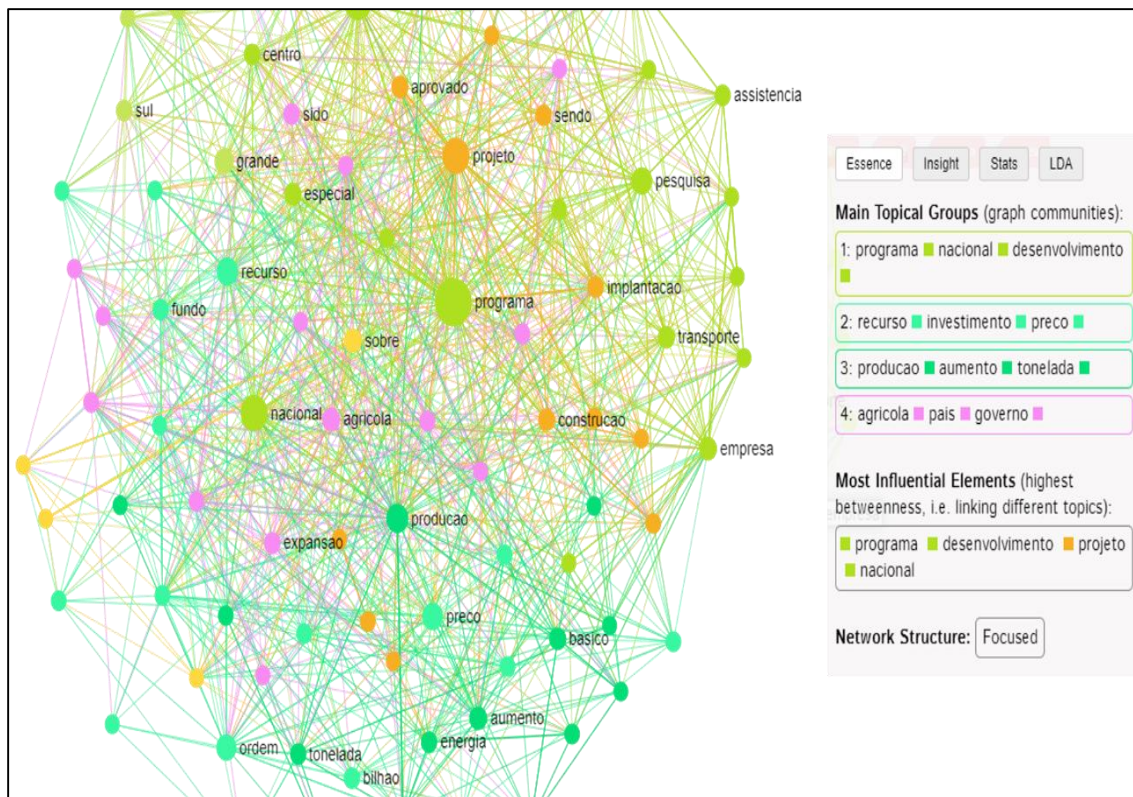 centro
aprovado
assistencia
sul
sido
sendo
grande
projeto
especial
pesquisa
recurso
implantacao
programa
fundo
transporte
sobre
nacional
agricola
construcao
empresa
producao
expansao
preco
basico
aumento
energia
ordem
tonelada
bilhao
Essence
Insight
Stats
LDA
Main Topical Groups (graph communities):
1: programa nacional desenvolvimento
2: recurso investimento preco
3: producao aumento tonelada
4: agricola pais governo
Most Influential Elements (highest
betweenness, i.e. linking different topics):
programa desenvolvimento projeto
nacional
Network Structure: Focused